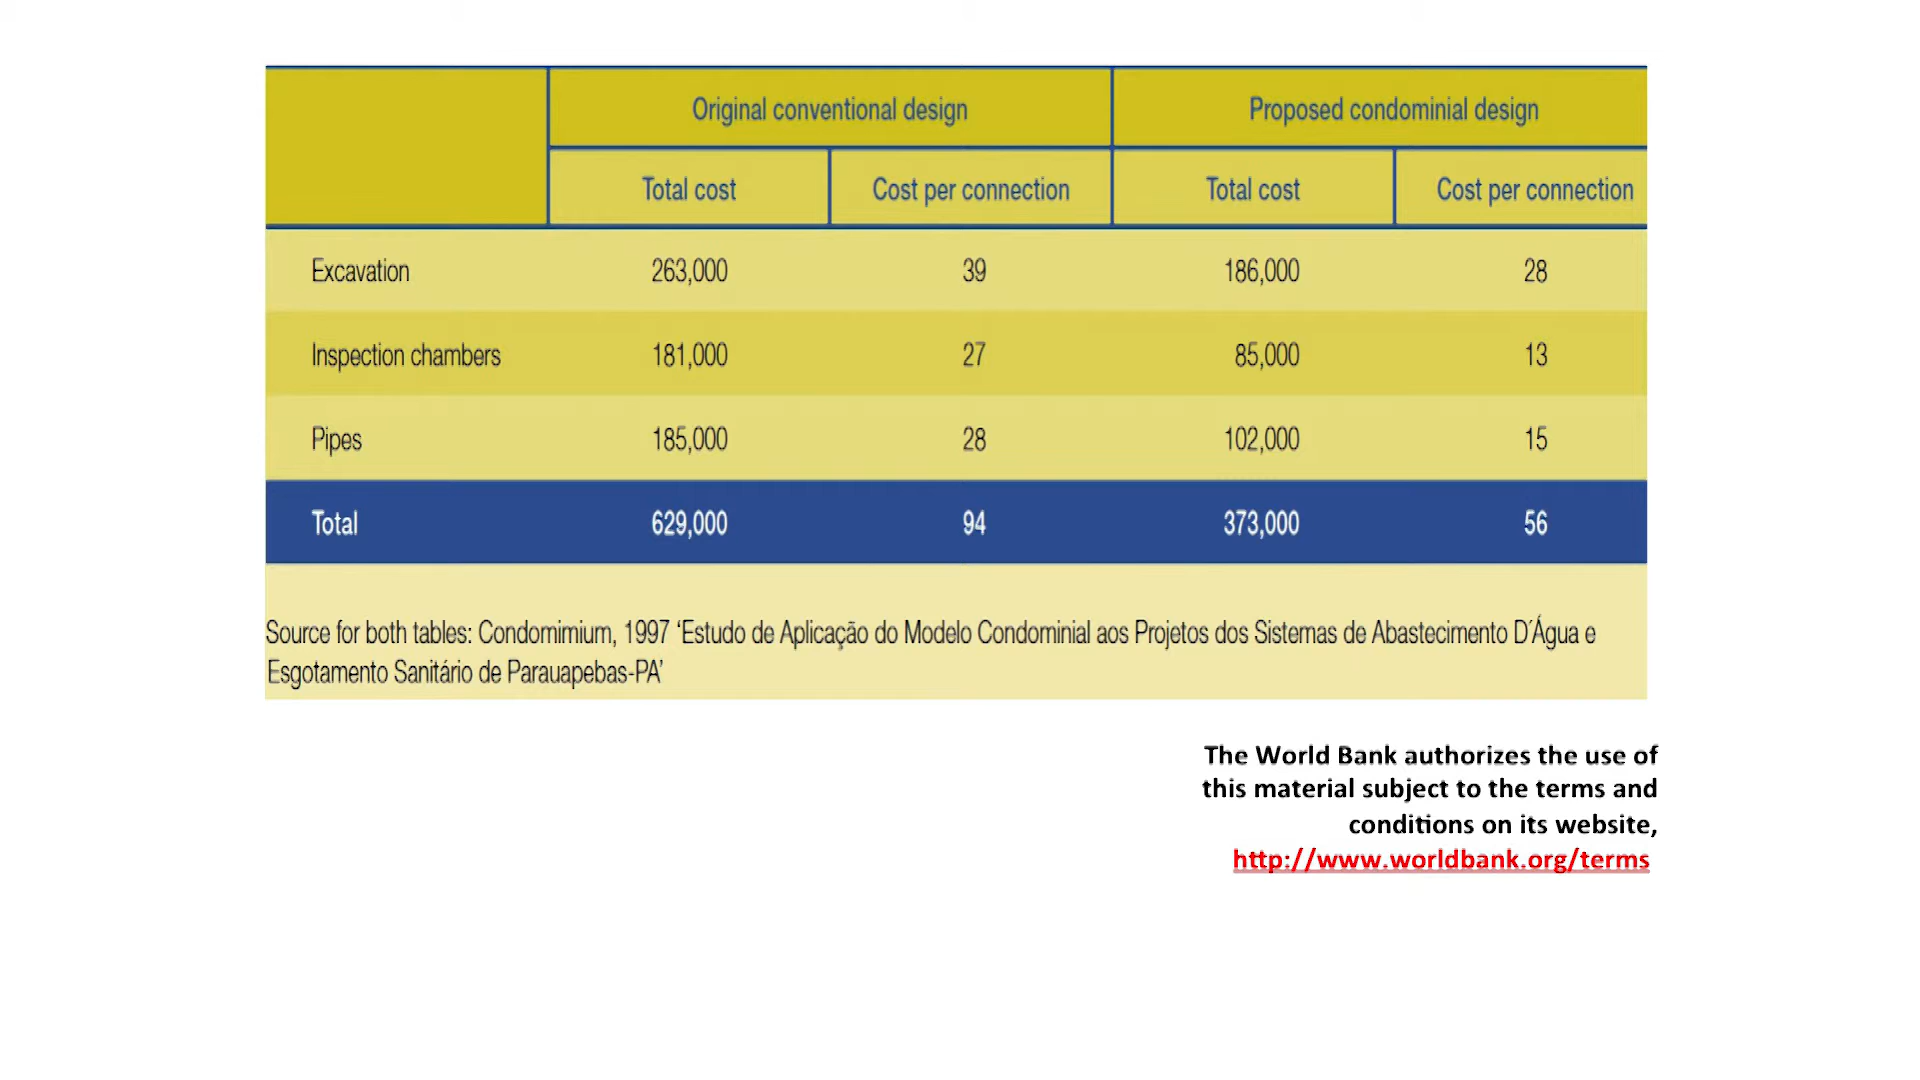 Original conventional design Proposed condominial design
Total cost Cost per connection Total cost Cost per connection
Excavation 263,000 39 186,000 28
Inspection chambers 181,000 27 85,000 13
Pipes 185,000 28 102,000 15
Total 629,000 94 373,000 56
Source for both tables: Condomimium, 1997 ‘Estudo de Aplicação do Modelo Condominial aos Projetos dos Sistemas de Abastecimento D´Água e
Esgotamento Sanitário de Parauapebas-PA’
The World Bank authorizes the use of
this material subject to the terms and
conditions on its website,
http://www.worldbank.org/terms